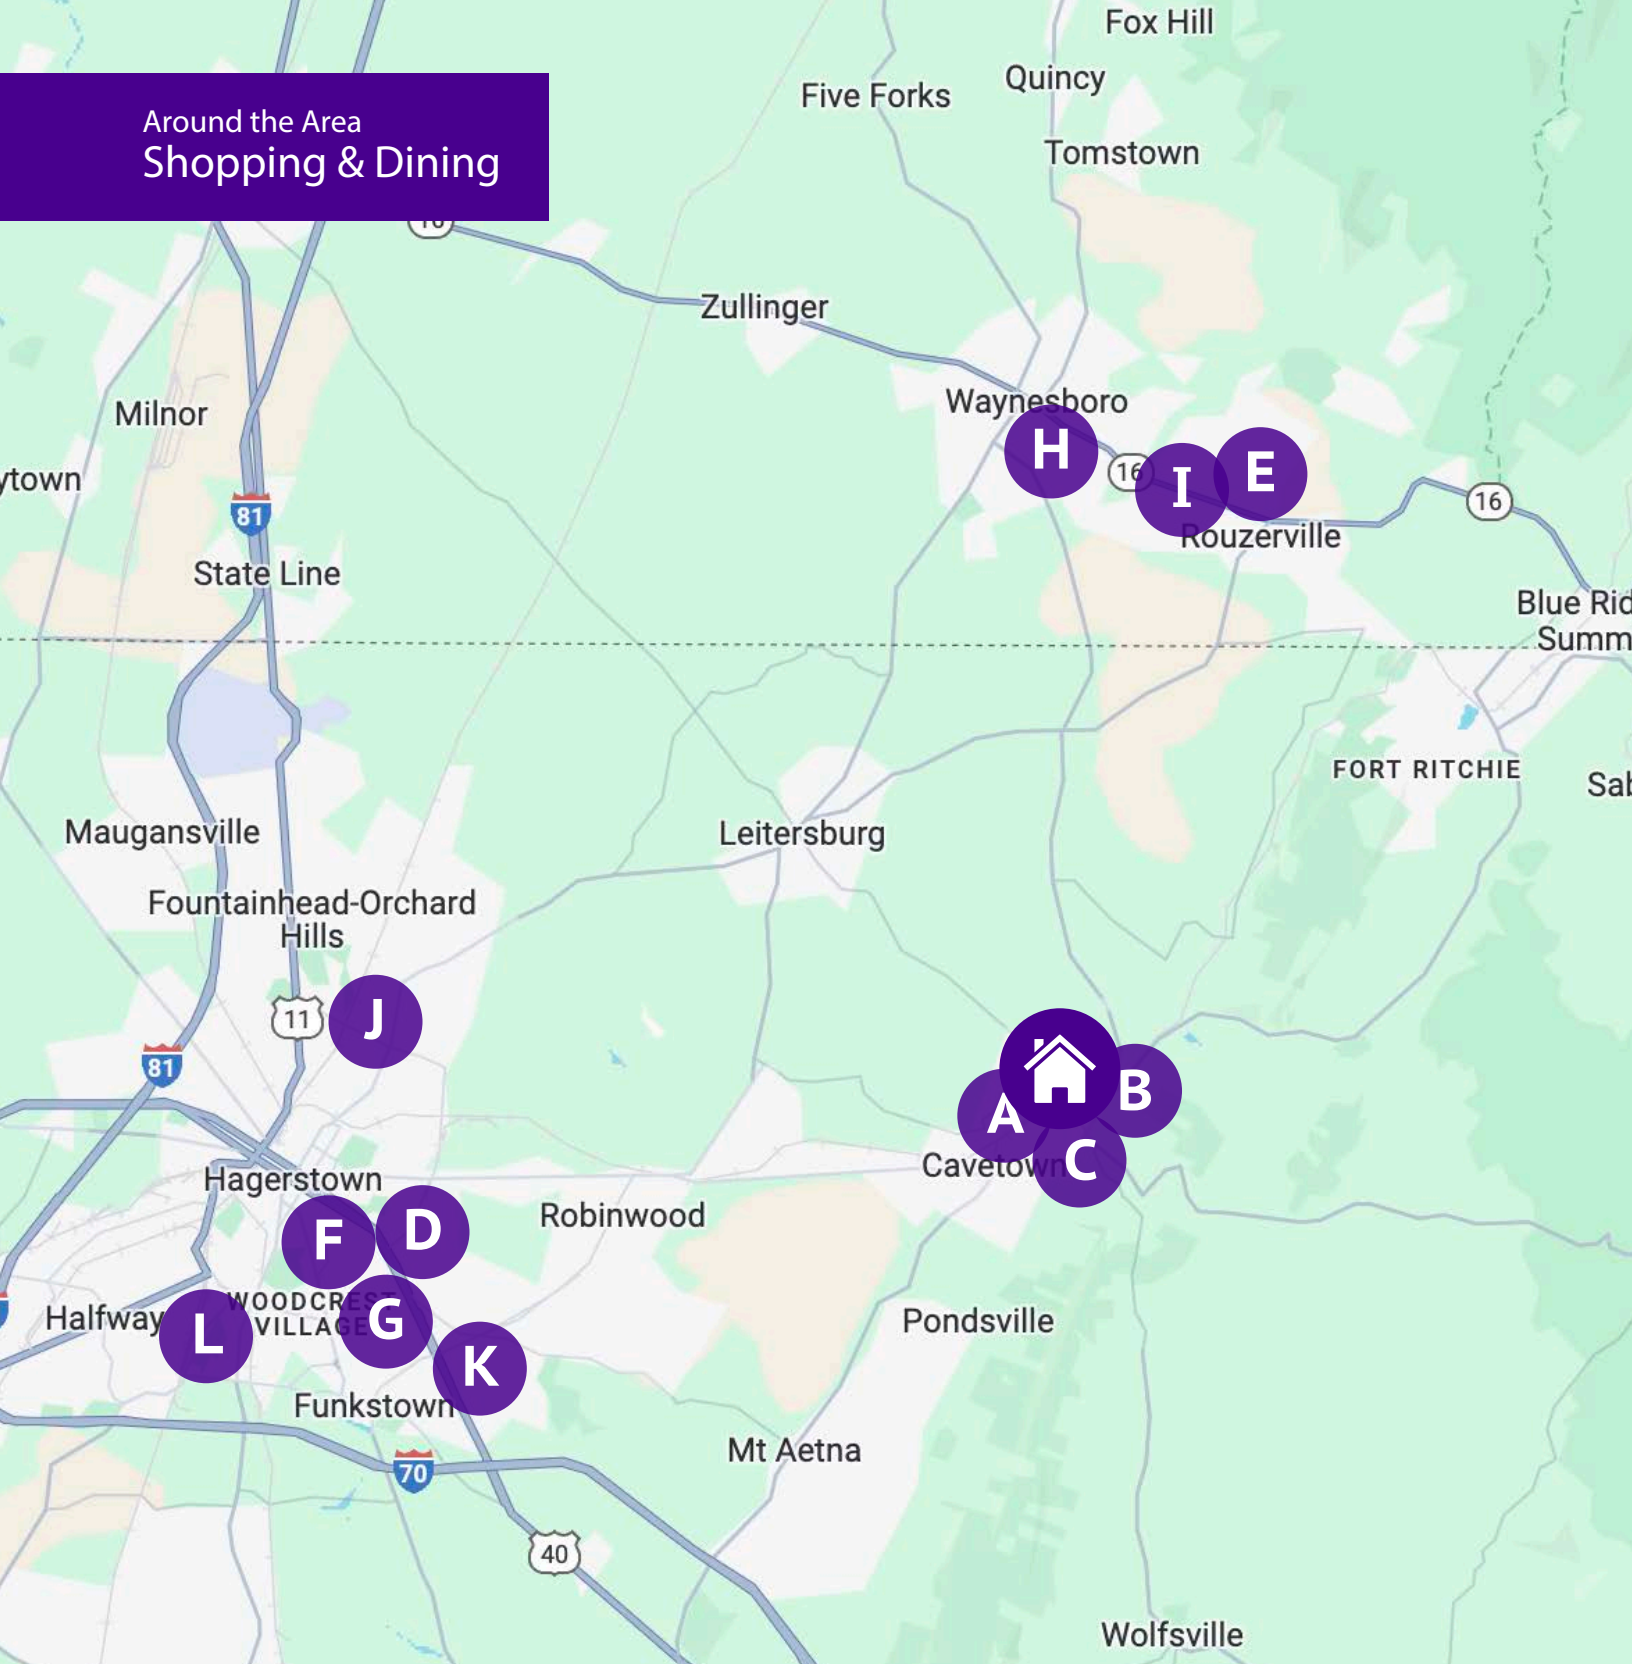 Fox Hill
Quincy
Five Forks
Tomstown
Around the Area
Shopping & Dining
16
Zullinger
Waynesboro
Milnor
H
16
I
E
ytown
16
81
Rouzerville
State Line
Blue Rid
Summ
FORT RITCHIE
Sab
Maugansville
Leitersburg
Fountainhead-Orchard
Hills
11
J
81
A
B
C
Cavetown
Hagerstown
Robinwood
F
D
WOODCREST
VILLAGE
Halfway
L
G
K
Pondsville
Funkstown
Mt Aetna
70
40
Wolfsville